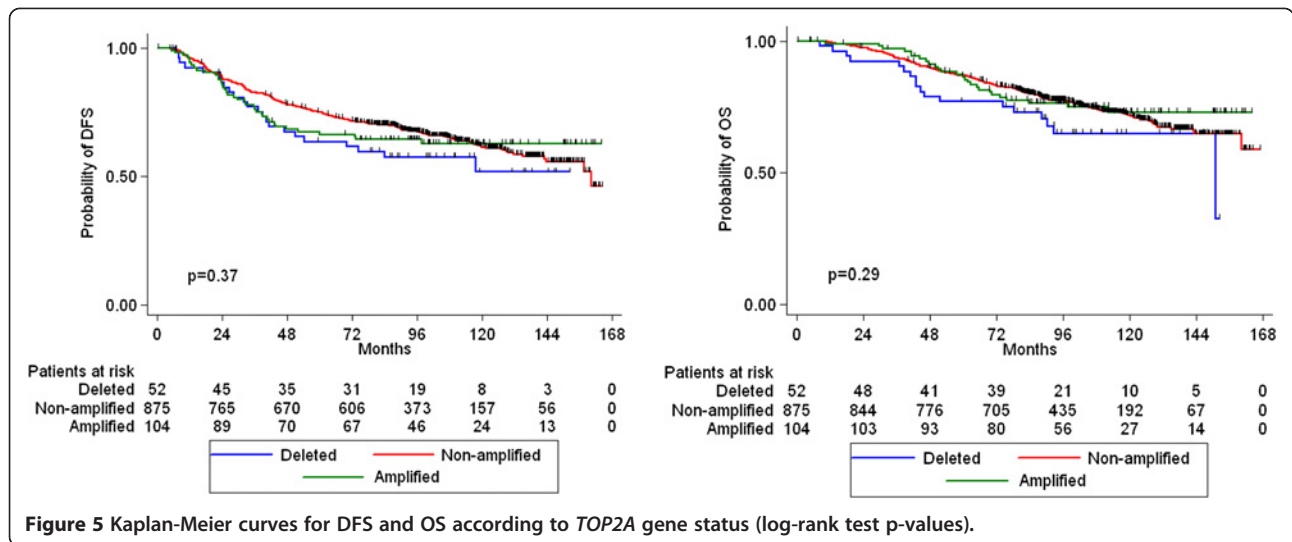 1.00
0.50
0.00
Probability of DFS
p=0.37
0 24 48 72 96 120 144 168
Months
Patients at risk
Deleted 52 45 35 31 19 8 3 0
Non-amplified 875 765 670 606 373 157 56 0
Amplified 104 89 70 67 46 24 13 0
Deleted Non-amplified
Amplified
1.00
0.50
0.00
Probability of OS
p=0.29
0 24 48 72 96 120 144 168
Months
Patients at risk
Deleted 52 48 41 39 21 10 5 0
Non-amplified 875 844 776 705 435 192 67 0
Amplified 104 103 93 80 56 27 14 0
Deleted Non-amplified
Amplified
Figure 5 Kaplan-Meier curves for DFS and OS according to TOP2A gene status (log-rank test p-values).